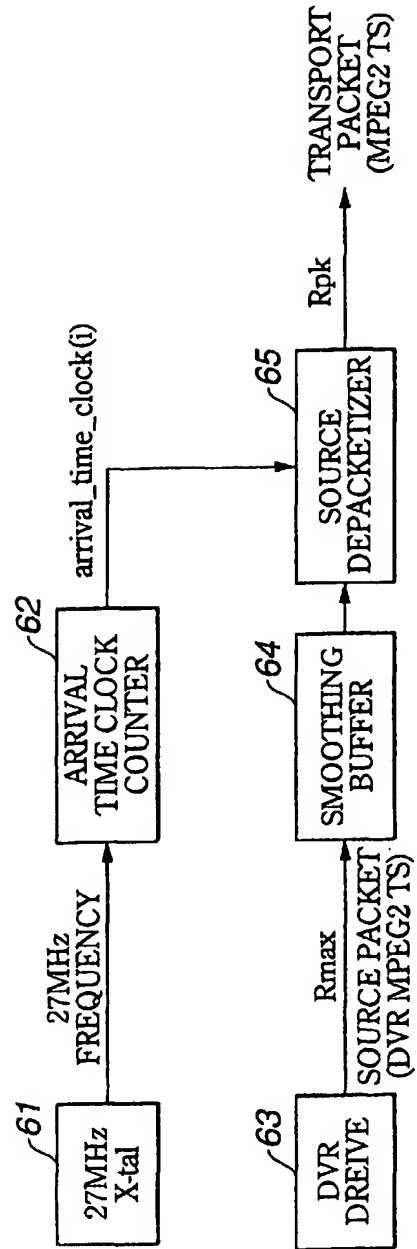 61
27MHz
X-tal
27MHz
FREQUENCY
62
ARRIVAL
TIME CLOCK
COUNTER
arrival_time_clock(i)
63
DVR
DREIVE
Rmax
SOURCE PACKET
(DVR MPEG2 TS)
64
SMOOTHING
BUFFER
65
SOURCE
DEPACKETIZER
Rpk
TRANSPORT
PACKET
(MPEG2 TS)